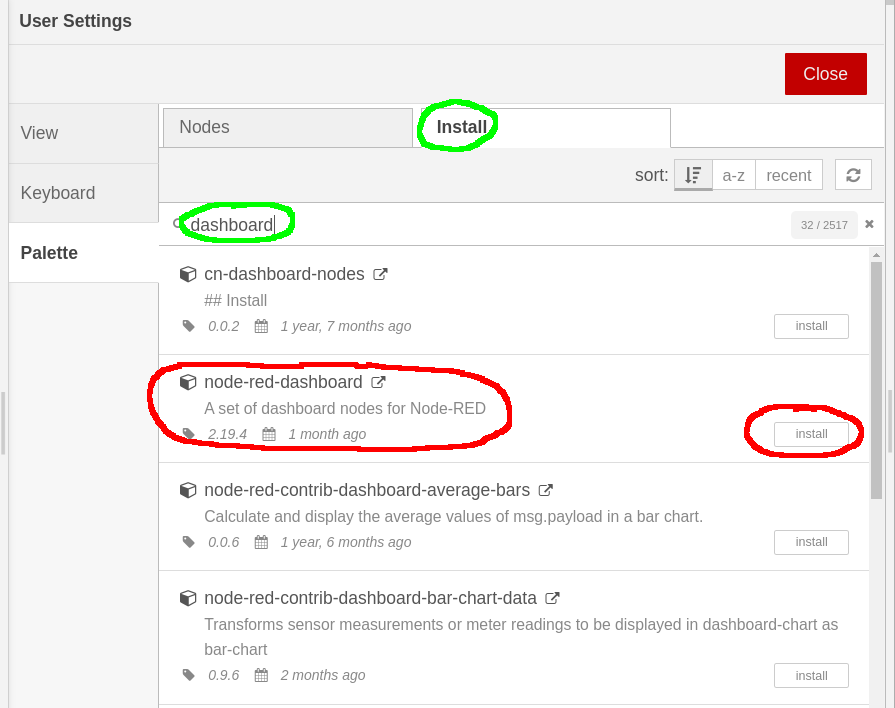 User Settings
Close
View
Keyboard
Palette
Nodes
Install
sort: a-z recent
dashboard
32 / 2517
cn-dashboard-nodes
## Install
0.0.2 1 year, 7 months ago
install
node-red-dashboard
A set of dashboard nodes for Node-RED
2.19.4 1 month ago
install
node-red-contrib-dashboard-average-bars
Calculate and display the average values of msg.payload in a bar chart.
0.0.6 1 year, 6 months ago
install
node-red-contrib-dashboard-bar-chart-data
Transforms sensor measurements or meter readings to be displayed in dashboard-chart as
bar-chart
0.9.6 2 months ago
install